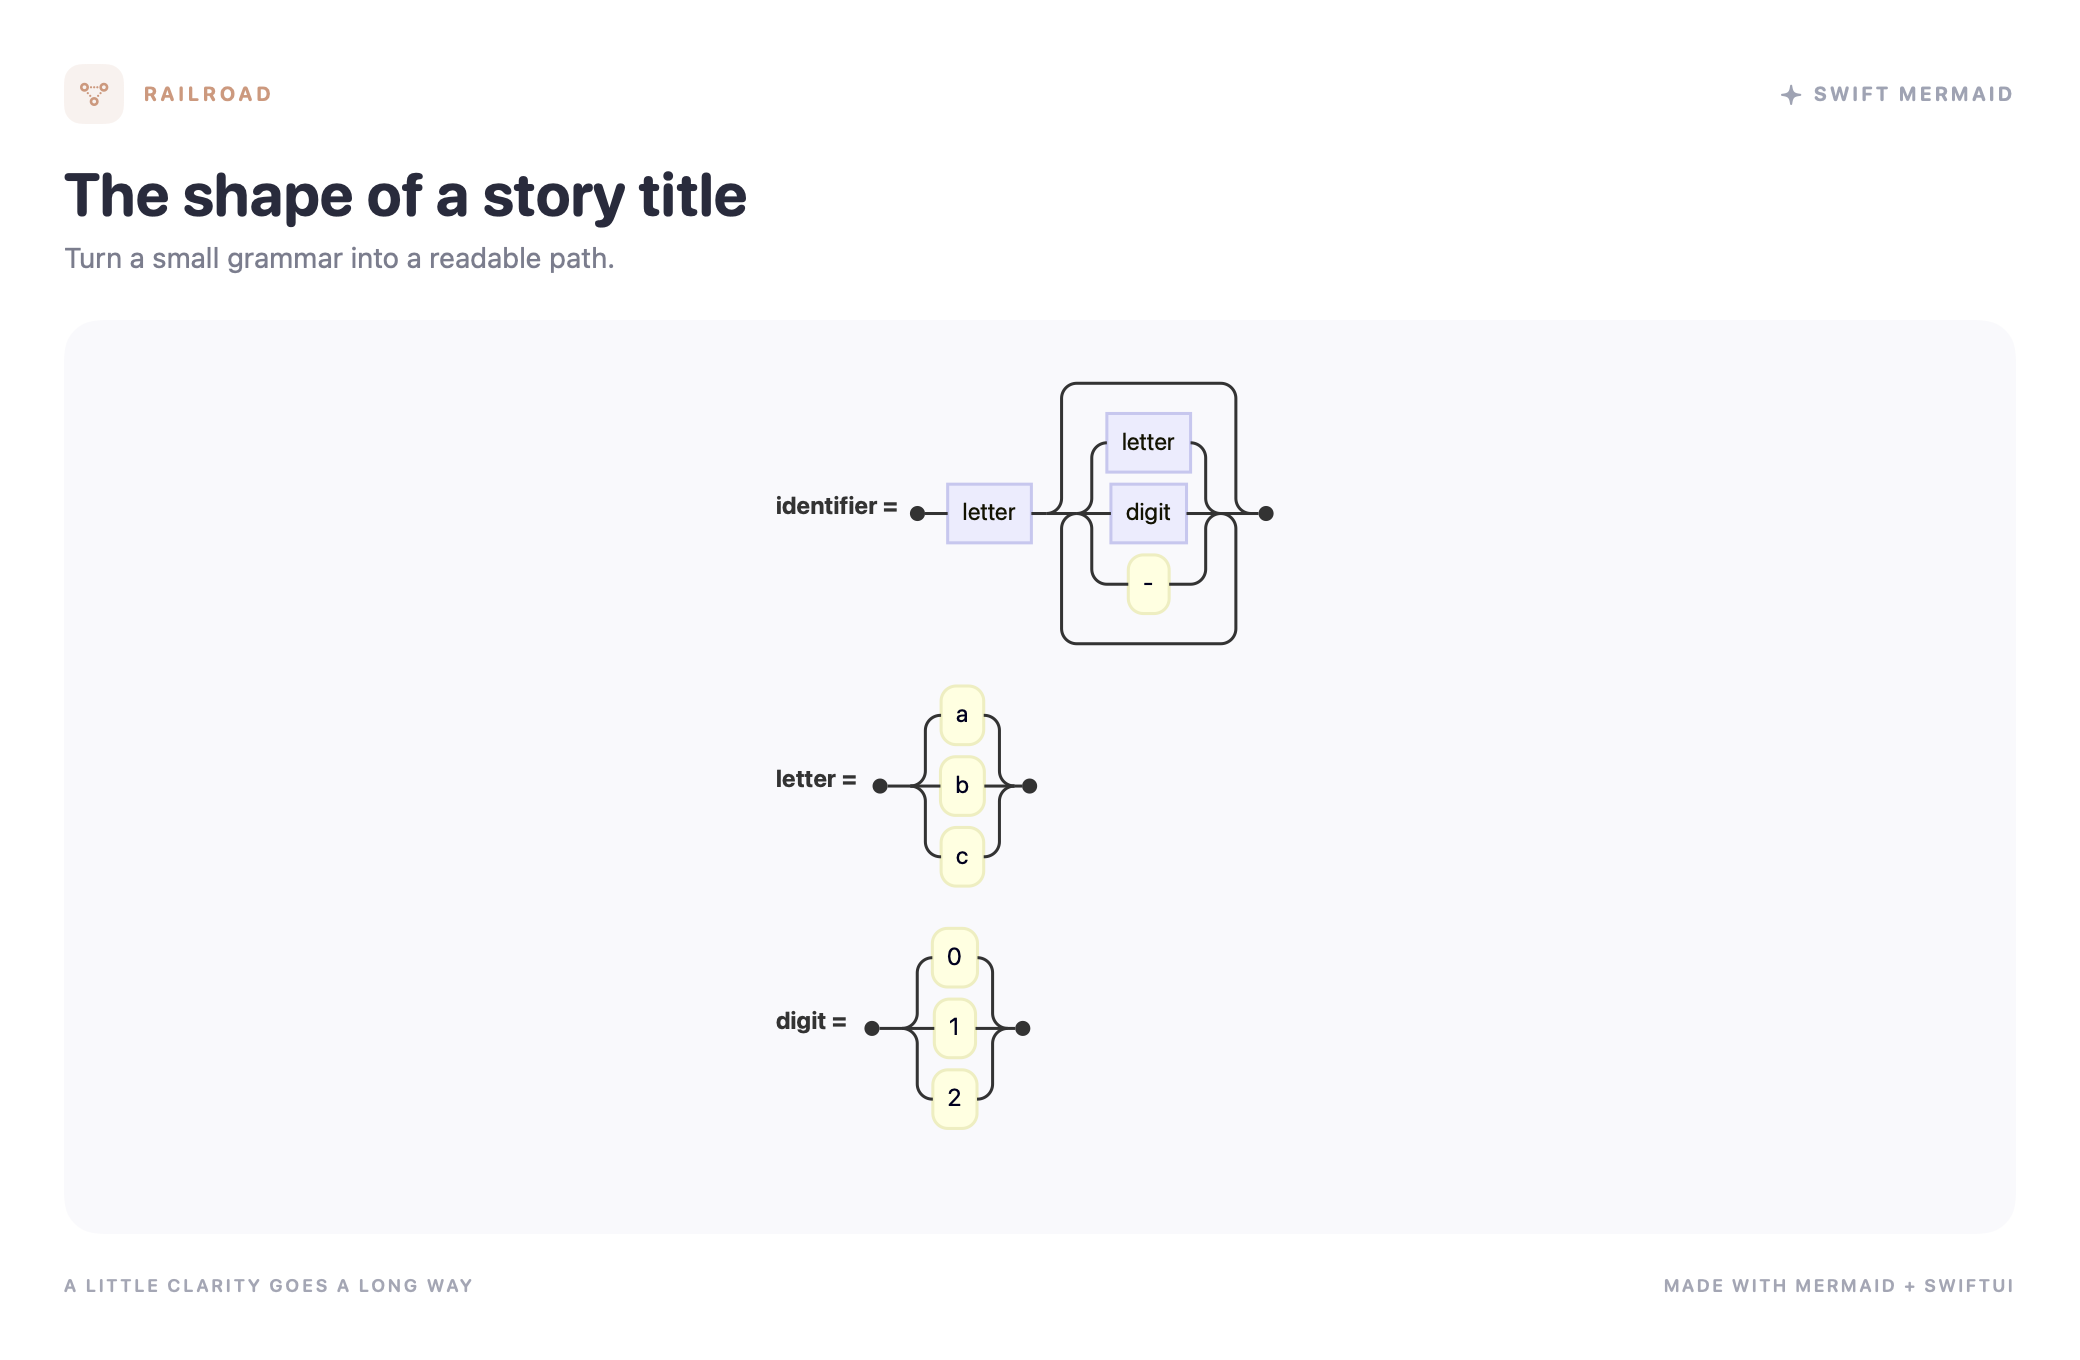 RAILROAD
SWIFT MERMAID
The shape of a story title
Turn a small grammar into a readable path.
letter
identifier =
letter
digit
-
a
letter =
b
c
0
digit =
1
2
A LITTLE CLARITY GOES A LONG WAY
MADE WITH MERMAID + SWIFTUI